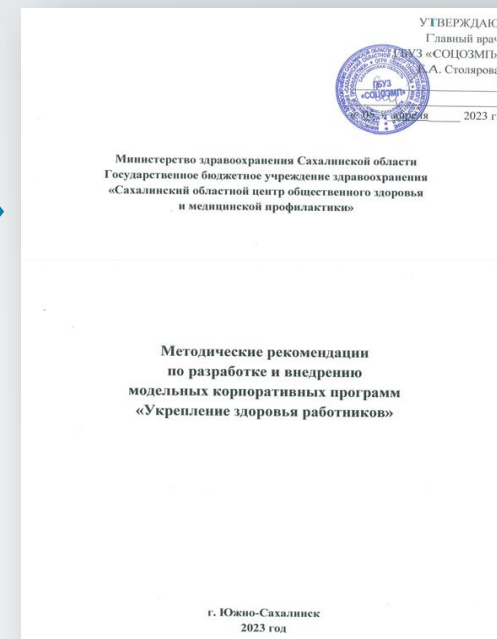 УТВЕРЖДАЮ
Главный врач
ГБУЗ «СОЦОЗМП»
А. Столярова
апреля 2023 г
ГБУЗ
«СОЦОЗМП»
Министерство здравоохранения Сахалинской области
Государственное бюджетное учреждение здравоохранения
«Сахалинский областной центр общественного здоровья
и медицинской профилактики»
Методические рекомендации
по разработке и внедрению
модельных корпоративных программ
«Укрепление здоровья работников»
г. Южно-Сахалинск
2023 год